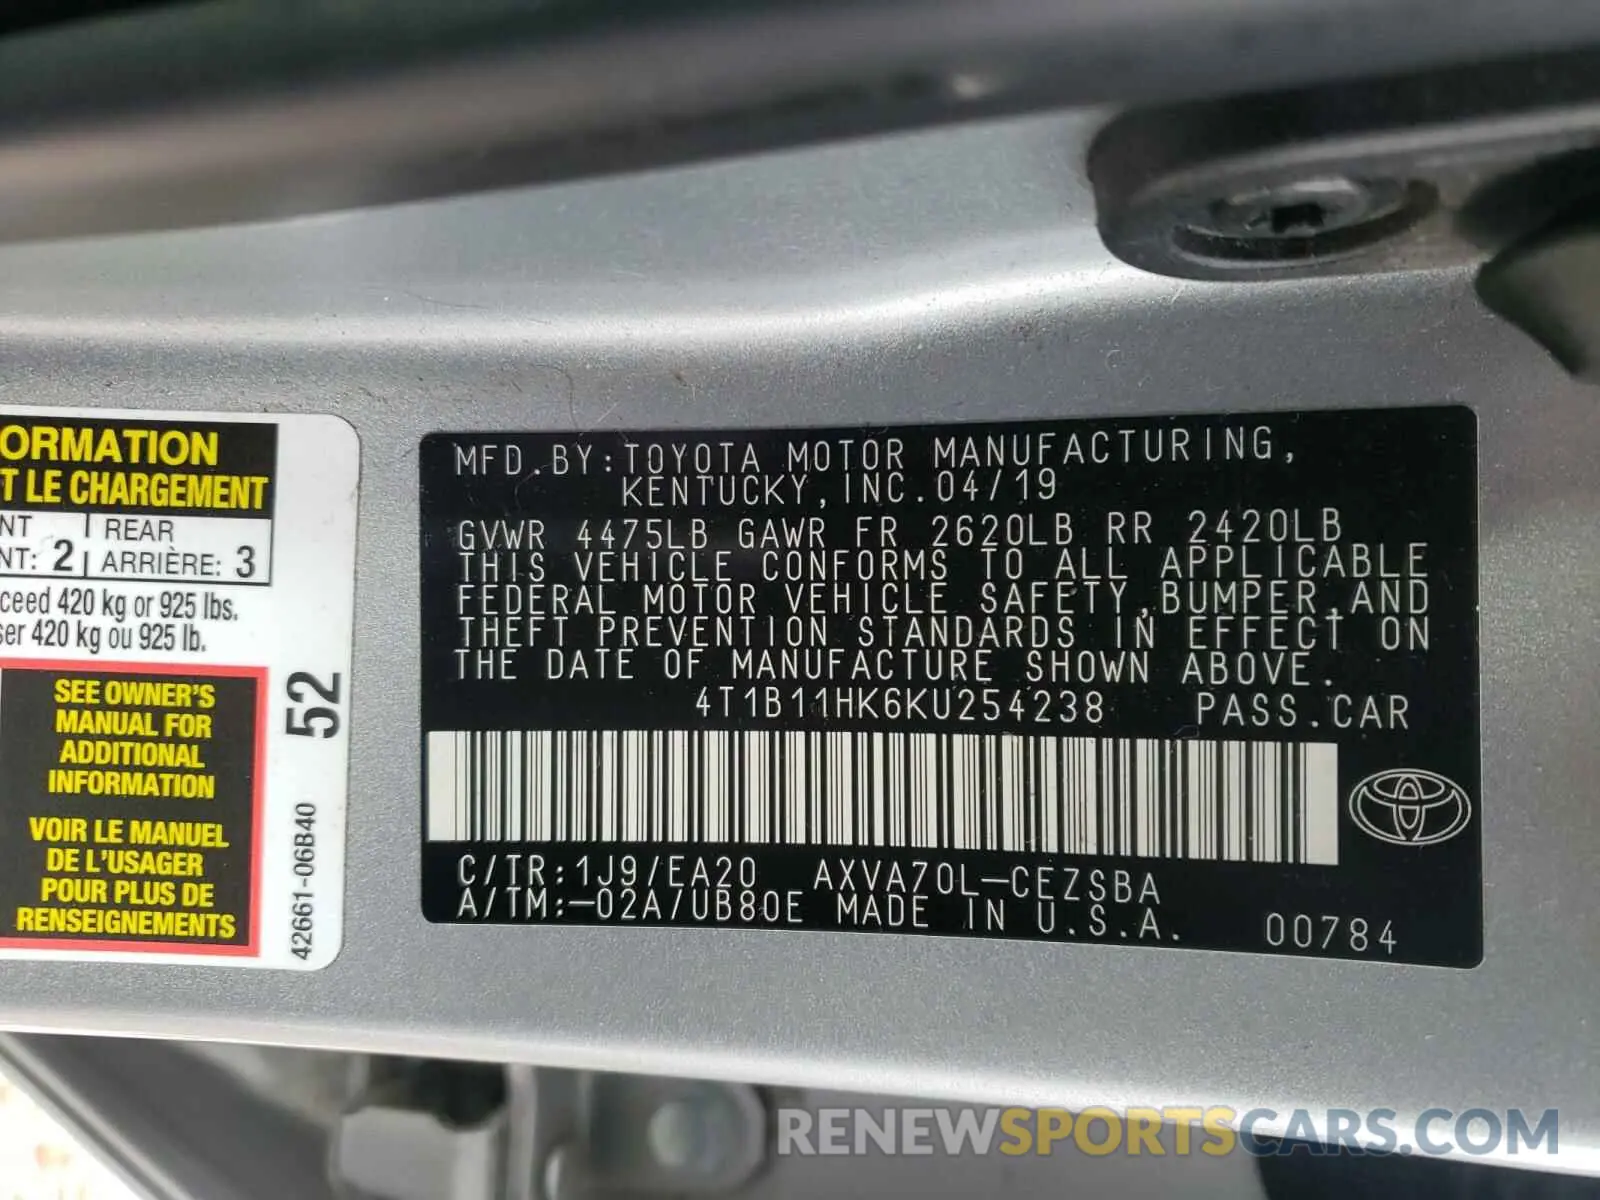 ORMATION
T LE CHARGEMENT
NT REAR
NT: 2 ARRIÈRE: 3
ceed 420 kg or 925 lbs.
ser 420 kg ou 925 lb.
SEE OWNER'S
MANUAL FOR
ADDITIONAL
INFORMATION
VOIR LE MANUEL
DE L'USAGER
POUR PLUS DE
RENSEIGNEMENTS
52
42661-06B40
MFD.BY:TOYOTA MOTOR MANUFACTURING,
KENTUCKY,INC.04/19
GVWR 4475LB GAWR FR 2620LB RR 2420LB
THIS VEHICLE CONFORMS TO ALL APPLICABLE
FEDERAL MOTOR VEHICLE SAFETY,BUMPER,AND
THEFT PREVENTION STANDARDS IN EFFECT ON
THE DATE OF MANUFACTURE SHOWN ABOVE.
4T1B11HK6KU254238 PASS.CAR
C/TR:1J9/EA20 AXVA70L-CEZSBA
A/TM:-02A/UB80E MADE IN U.S.A. 00784
RENEWSPORTSCARS.COM